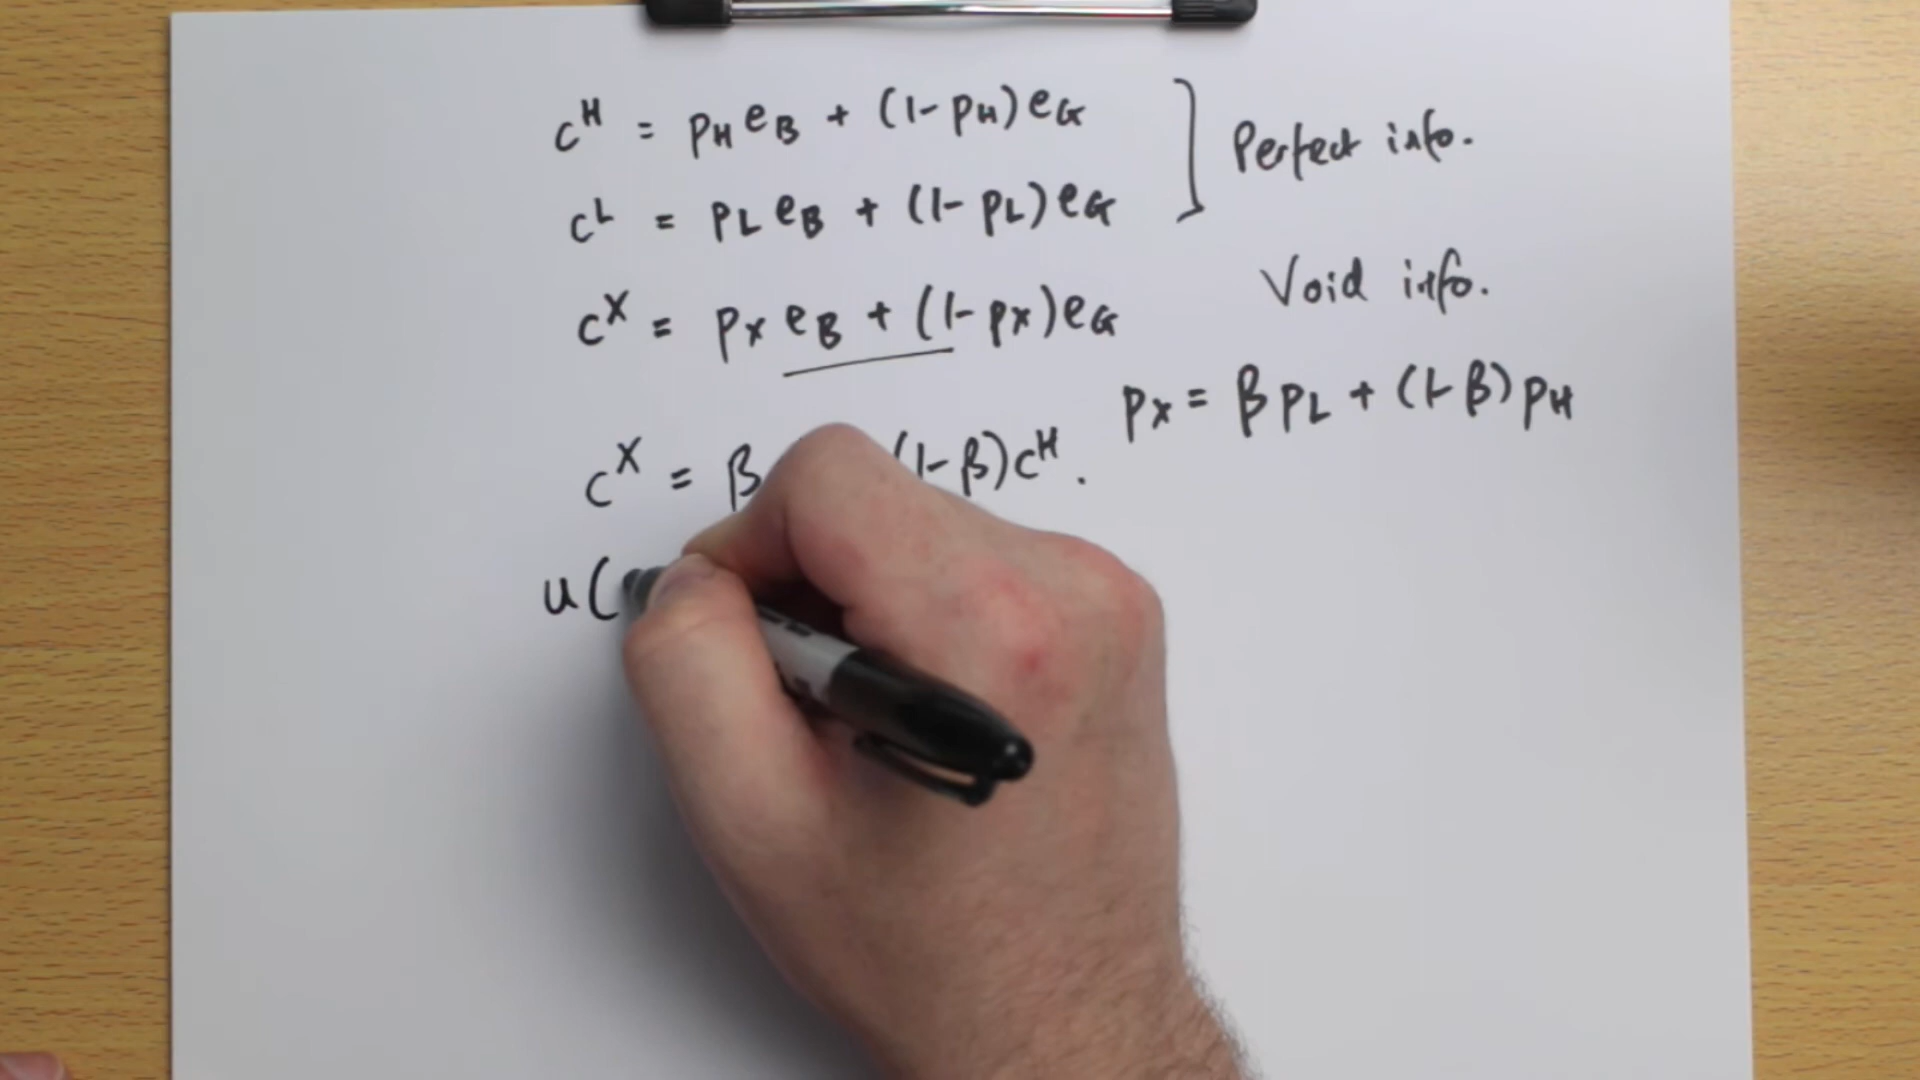 c^H = p_H e_B + (1- p_H) e_G
Perfect info.
c^L = p_L e_B + (1- p_L) e_G
Void info.
c^X = p_X e_B + (1- p_X) e_G
p_X = β p_L + (1-β) p_H
c^X = β (1-β) c^H .
u(